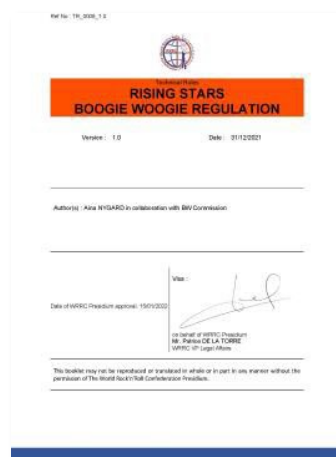 Ref No : TR_0008_1.0
Technical Rules
RISING STARS
BOOGIE WOOGIE REGULATION
Version : 1.0 Date : 31/12/2021
Author(s) : Aina NYGARD in collaboration with BW Commission
Visa :
Date of WRRC Presidium approval: 15/01/2022
on behalf of WRRC Presidium
Mr. Patrice DE LA TORRE
WRRC VP Legal Affairs
This booklet may not be reproduced or translated in whole or in part in any manner without the
permission of The World Rock'n'Roll Confederation Presidium.